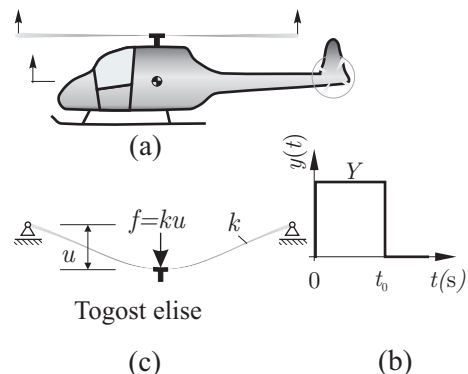 (a)
f=ku
k
u
Togost elise
(c)
y(t)
Y
0
t₀
t(s)
(b)